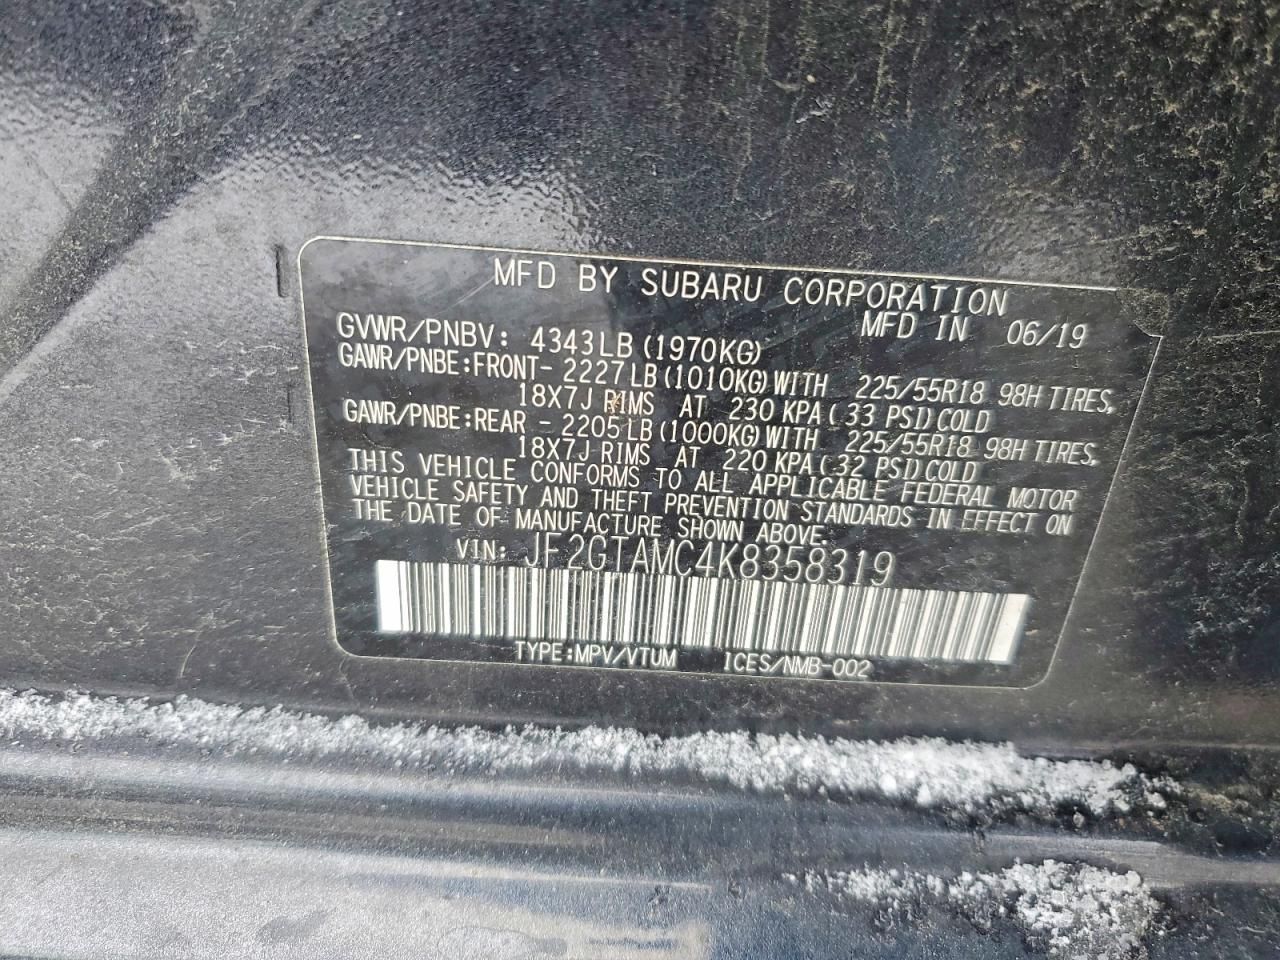 MFD BY SUBARU CORPORATION
MFD IN 06/19
GVWR/PNBV: 4343LB (1970KG)
GAWR/PNBE:FRONT- 2227LB(1010KG)WITH 225/55R18 98H TIRES,
18X7J RIMS AT 230 KPA(33 PSI)COLD
GAWR/PNBE:REAR - 2205LB(1000KG)WITH 225/55R18 98H TIRES,
18X7J RIMS AT 220 KPA(32 PSI)COLD
THIS VEHICLE CONFORMS TO ALL APPLICABLE FEDERAL MOTOR
VEHICLE SAFETY AND THEFT PREVENTION STANDARDS IN EFFECT ON
THE DATE OF MANUFACTURE SHOWN ABOVE.
VIN: JF2GTAMC4K8358319
TYPE:MPV/VTUM ICES/NMB-002